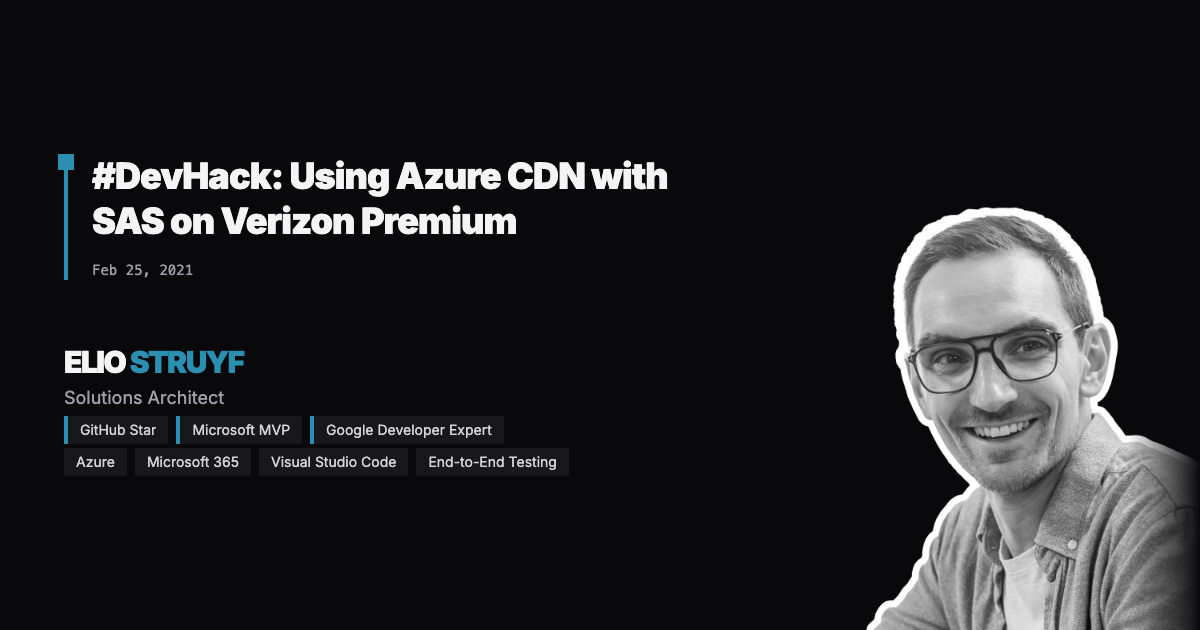 #DevHack: Using Azure CDN with
SAS on Verizon Premium
Feb 25, 2021
ELIO STRUYF
Solutions Architect
GitHub Star Microsoft MVP Google Developer Expert
Azure Microsoft 365 Visual Studio Code End-to-End Testing